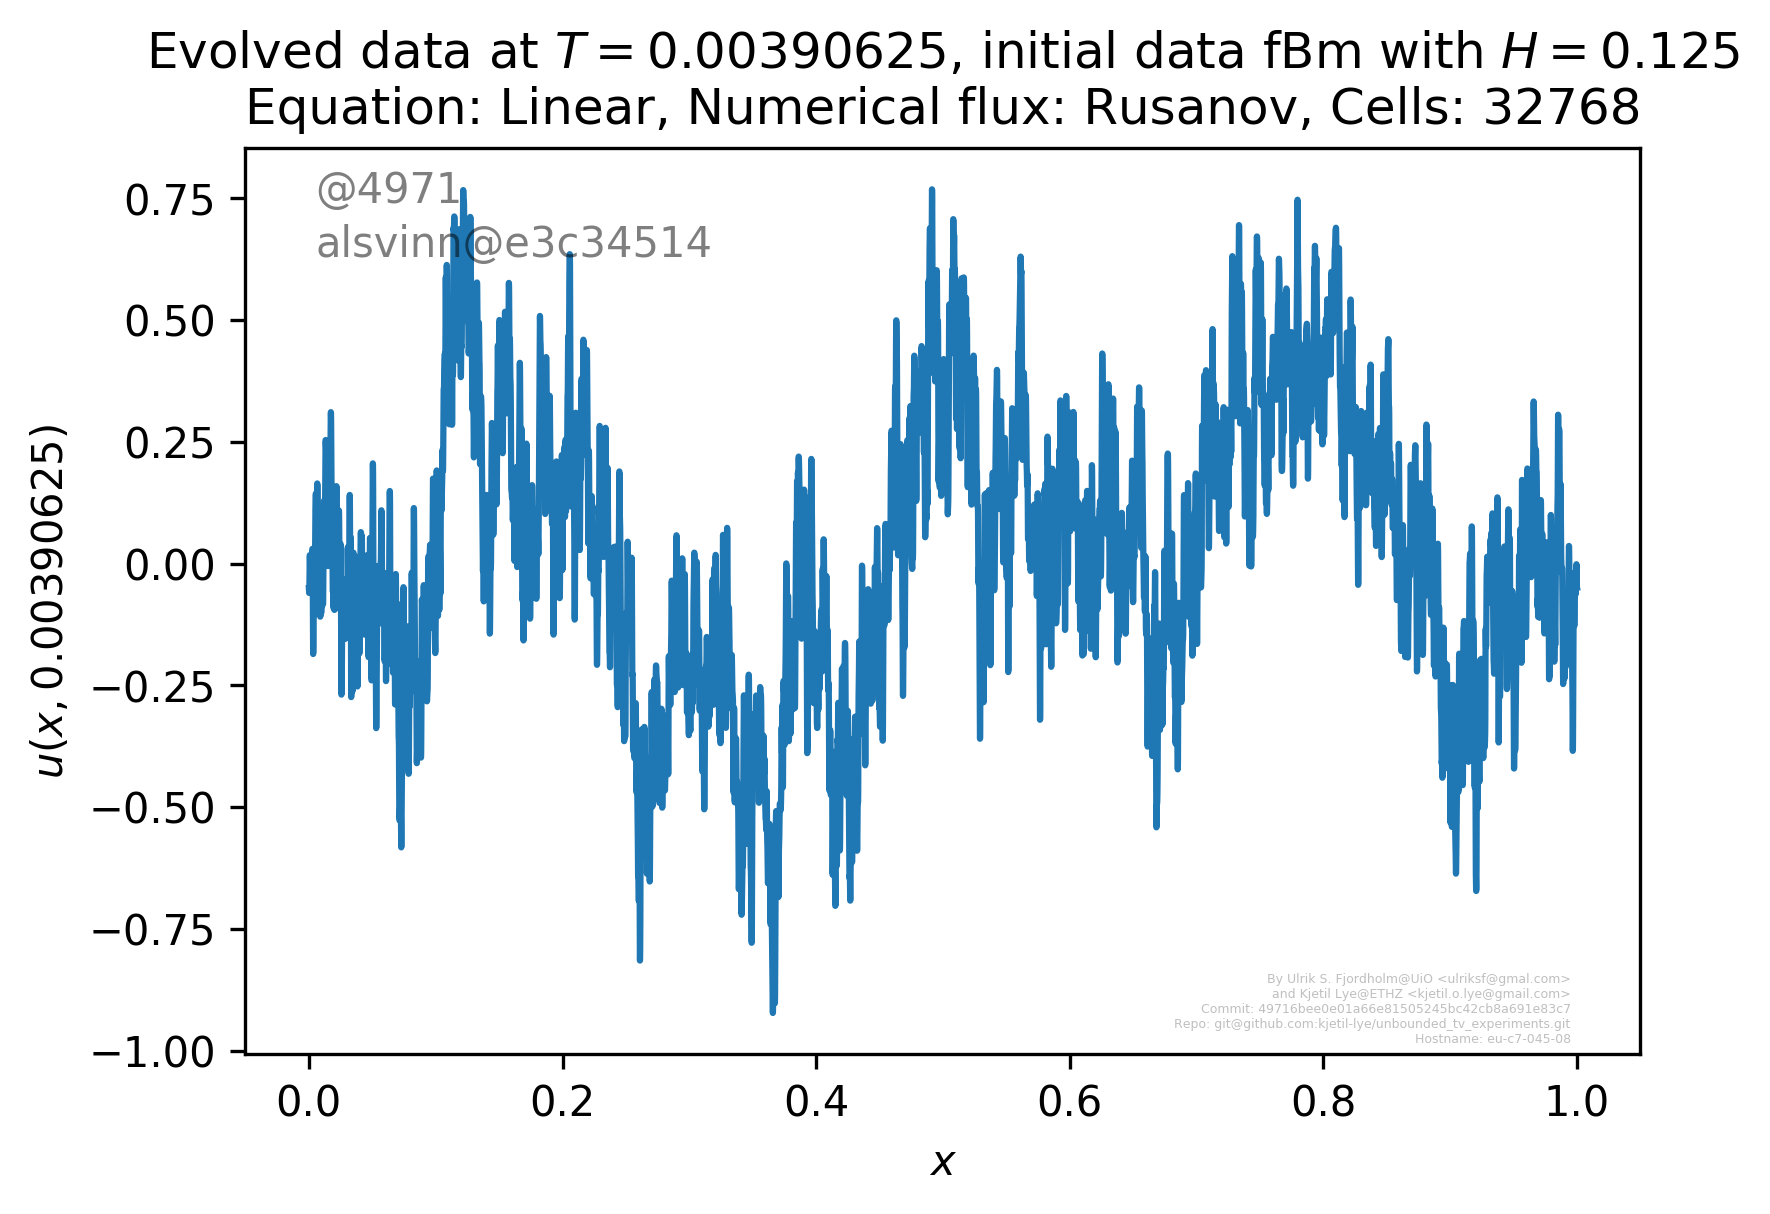 Evolved data at T = 0.00390625, initial data fBm with H = 0.125
Equation: Linear, Numerical flux: Rusanov, Cells: 32768
@4971
alsvinn@e3c34514
0.75
0.50
0.25
0.00
−0.25
−0.50
−0.75
−1.00
u(x, 0.00390625)
By Ulrik S. Fjordholm@UiO <ulriksf@gmal.com>
and Kjetil Lye@ETHZ <kjetil.o.lye@gmail.com>
Commit: 49716bee0e01a66e81505245bc42cb8a691e83c7
Repo: git@github.com:kjetil-lye/unbounded_tv_experiments.git
Hostname: eu-c7-045-08
0.0 0.2 0.4 0.6 0.8 1.0
x